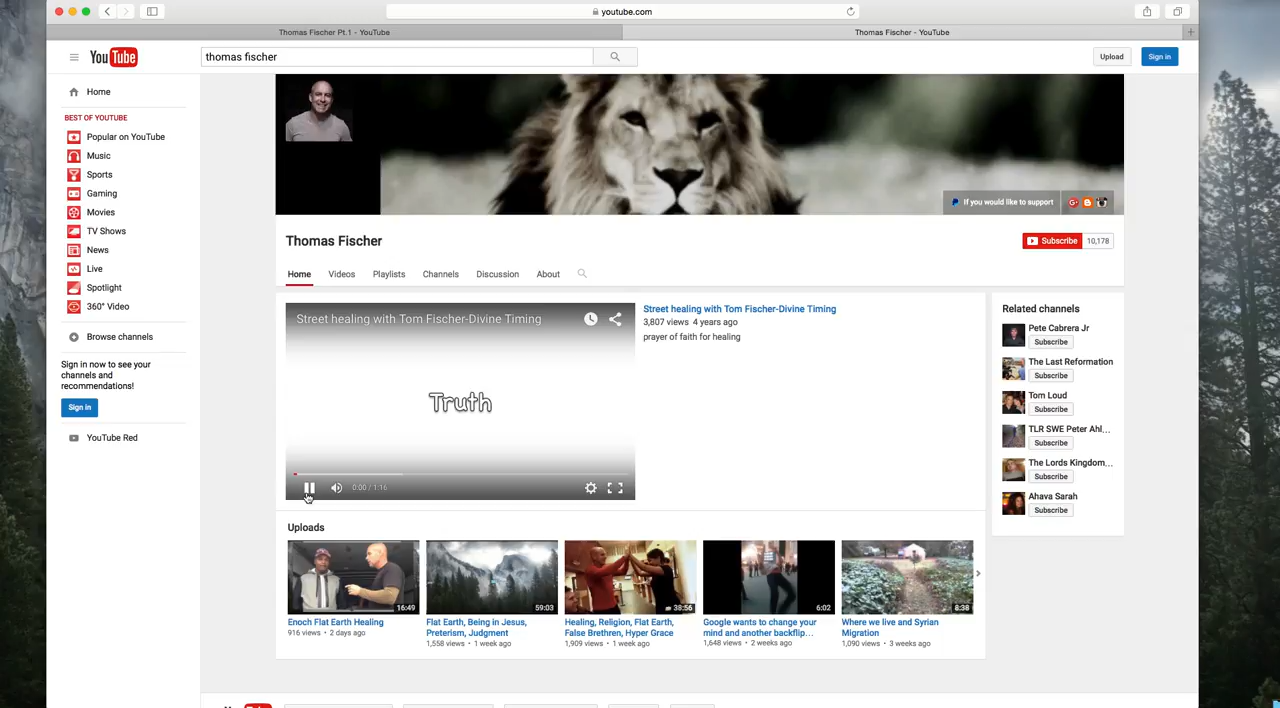 youtube.com
Thomas Fischer Pt.1 - YouTube
Thomas Fischer - YouTube
YouTube
thomas fischer
Upload
Sign in
Home
BEST OF YOUTUBE
Popular on YouTube
Music
Sports
Gaming
Movies
TV Shows
News
Live
Spotlight
360° Video
Browse channels
Sign in now to see your
channels and
recommendations!
Sign in
YouTube Red
If you would like to support
Thomas Fischer
Subscribe
10,178
Home
Videos
Playlists
Channels
Discussion
About
Street healing with Tom Fischer-Divine Timing
Truth
0:00 / 1:16
Street healing with Tom Fischer-Divine Timing
3,807 views 4 years ago
prayer of faith for healing
Related channels
Pete Cabrera Jr
Subscribe
The Last Reformation
Subscribe
Tom Loud
Subscribe
TLR SWE Peter Ahl...
Subscribe
The Lords Kingdom...
Subscribe
Ahava Sarah
Subscribe
Uploads
16:49
Enoch Flat Earth Healing
916 views • 2 days ago
59:03
Flat Earth, Being in Jesus,
Preterism, Judgment
1,558 views • 1 week ago
38:56
Healing, Religion, Flat Earth,
False Brethren, Hyper Grace
1,909 views • 1 week ago
6:02
Google wants to change your
mind and another backflip...
1,648 views • 2 weeks ago
8:38
Where we live and Syrian
Migration
1,090 views • 3 weeks ago